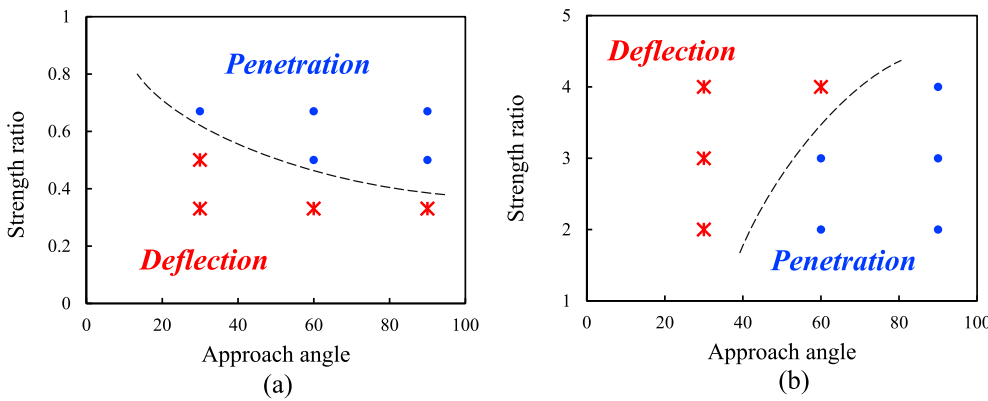 1
0.8
0.6
0.4
0.2
0
0 20 40 60 80 100
Strength ratio
Approach angle
Penetration
Deflection
(a)
5
4
3
2
1
0 20 40 60 80 100
Strength ratio
Approach angle
Deflection
Penetration
(b)